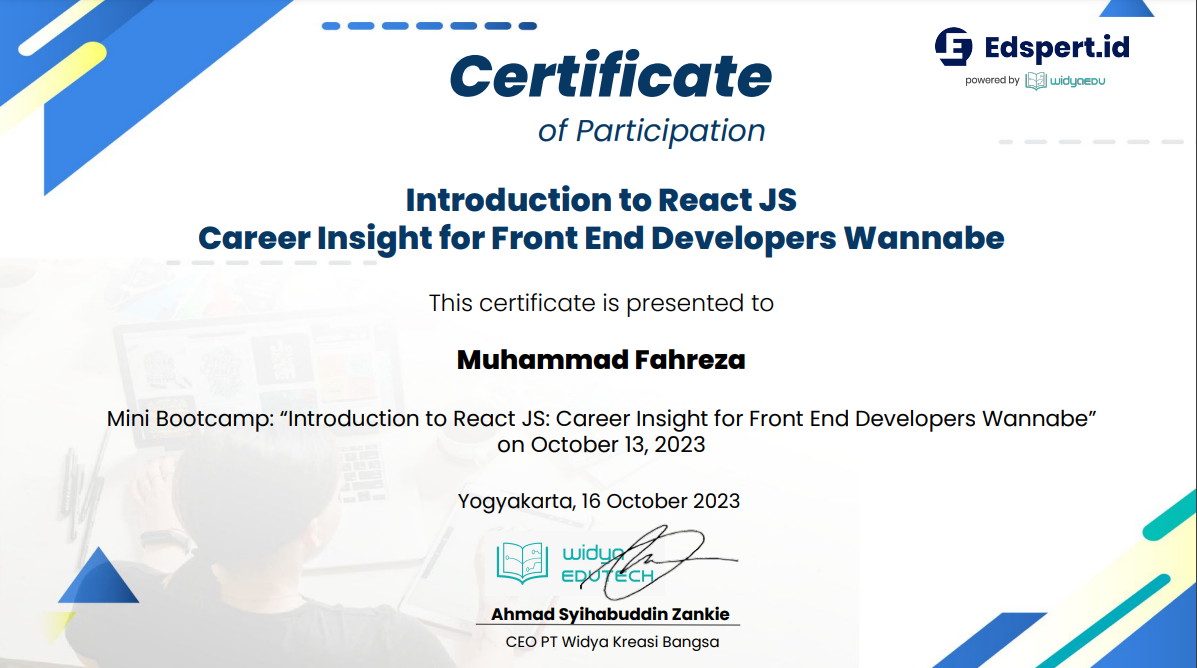 Certificate
of Participation
Edspert.id
powered by WIDYAEDU
Introduction to React JS
Career Insight for Front End Developers Wannabe
This certificate is presented to
Muhammad Fahreza
Mini Bootcamp: “Introduction to React JS: Career Insight for Front End Developers Wannabe”
on October 13, 2023
Yogyakarta, 16 October 2023
widya
EDUTECH
Ahmad Syihabuddin Zankie
CEO PT Widya Kreasi Bangsa